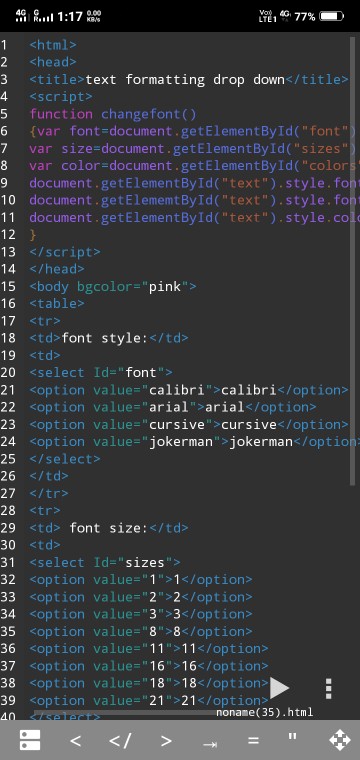 4G G 1:17 0.00 KB/s Vo) LTE1 4G 77%
1 <html>
2 <head>
3 <title>text formatting drop down</title>
4 <script>
5 function changefont()
6 {var font=document.getElementById("font")
7 var size=document.getElementById("sizes")
8 var color=document.getElementById("colors"
9 document.getElementById("text").style.fon
10 document.getElememtById("text").style.fon
11 document.getElementById("text").style.col
12 }
13 </script>
14 </head>
15 <body bgcolor="pink">
16 <table>
17 <tr>
18 <td>font style:</td>
19 <td>
20 <select Id="font">
21 <option value="calibri">calibri</option>
22 <option value="arial">arial</option>
23 <option value="cursive">cursive</option>
24 <option value="jokerman">jokerman</option>
25 </select>
26 </td>
27 </tr>
28 <tr>
29 <td> font size:</td>
30 <td>
31 <select Id="sizes">
32 <option value="1">1</option>
33 <option value="2">2</option>
34 <option value="3">3</option>
35 <option value="8">8</option>
36 <option value="11">11</option>
37 <option value="16">16</option>
38 <option value="18">18</option>
39 <option value="21">21</option>
40 </select>
noname(35).html
< </ > = "